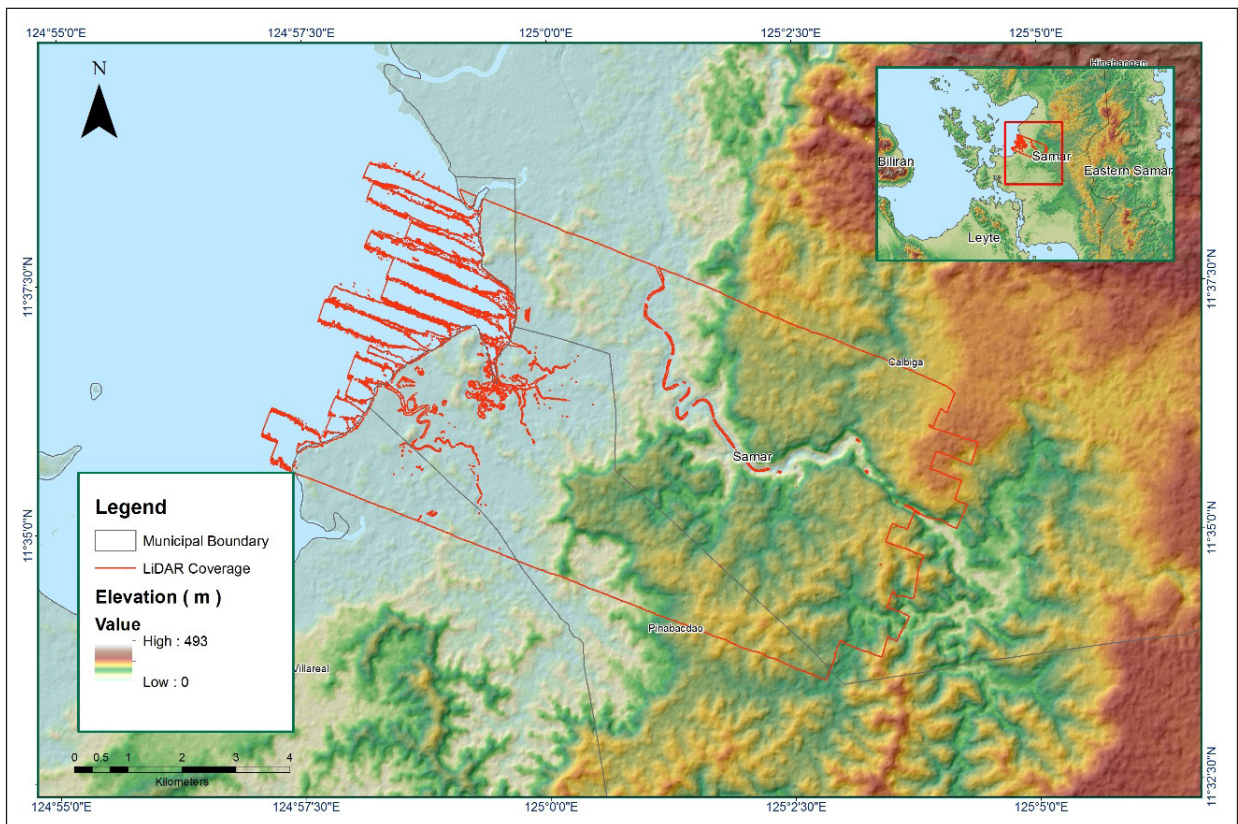 124°55'0"E
124°57'30"E
125°0'0"E
125°2'30"E
125°5'0"E
N
Hinabangan
Biliran
Samar
Eastern Samar
Leyte
11°37'30"N
11°37'30"N
Calbiga
Samar
11°35'0"N
11°35'0"N
Pinabacdao
Villareal
Legend
Municipal Boundary
LiDAR Coverage
Elevation ( m )
Value
High : 493
Low : 0
0 0.5 1 2 3 4
Kilometers
11°32'30"N
124°55'0"E
124°57'30"E
125°0'0"E
125°2'30"E
125°5'0"E